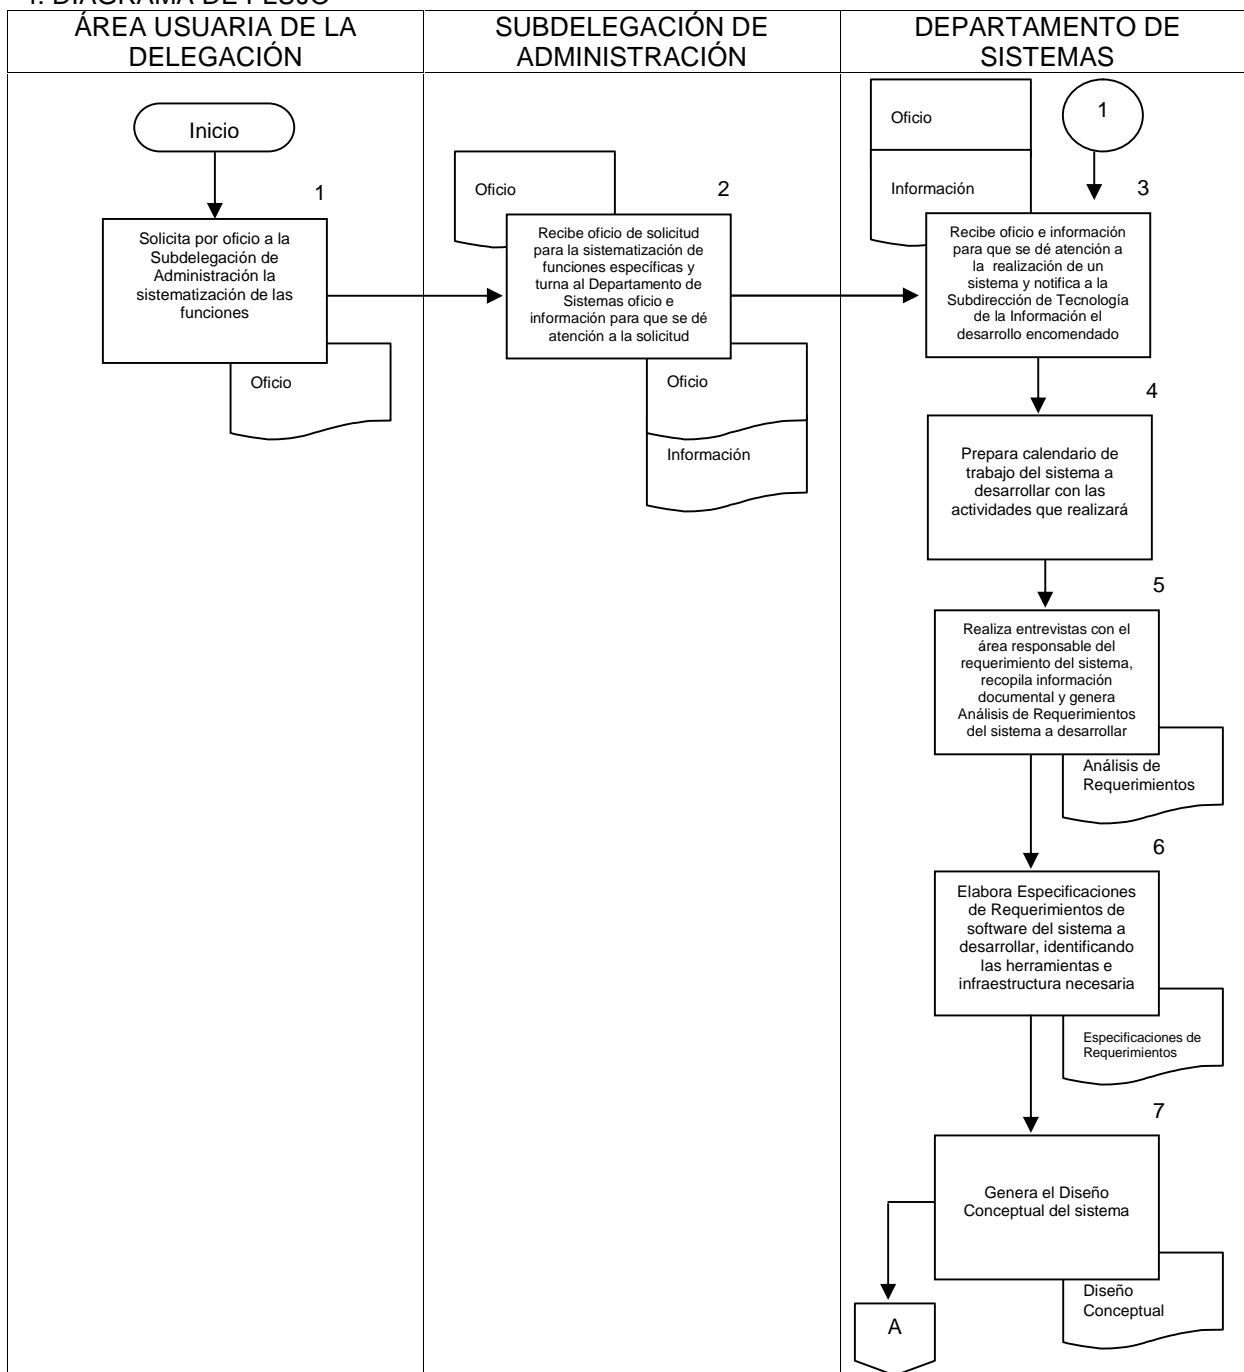 ÁREA USUARIA DE LA
DELEGACIÓN
SUBDELEGACIÓN DE
ADMINISTRACIÓN
DEPARTAMENTO DE
SISTEMAS
Inicio
1
Solicita por oficio a la
Subdelegación de
Administración la
sistematización de las
funciones
Oficio
Oficio
2
Recibe oficio de solicitud
para la sistematización de
funciones específicas y
turna al Departamento de
Sistemas oficio e
información para que se dé
atención a la solicitud
Oficio
Información
Oficio
Información
1
3
Recibe oficio e información
para que se dé atención a
la realización de un
sistema y notifica a la
Subdirección de Tecnología
de la Información el
desarrollo encomendado
4
Prepara calendario de
trabajo del sistema a
desarrollar con las
actividades que realizará
5
Realiza entrevistas con el
área responsable del
requerimiento del sistema,
recopila información
documental y genera
Análisis de Requerimientos
del sistema a desarrollar
Análisis de
Requerimientos
6
Elabora Especificaciones
de Requerimientos de
software del sistema a
desarrollar, identificando
las herramientas e
infraestructura necesaria
Especificaciones de
Requerimientos
7
Genera el Diseño
Conceptual del sistema
Diseño
Conceptual
A